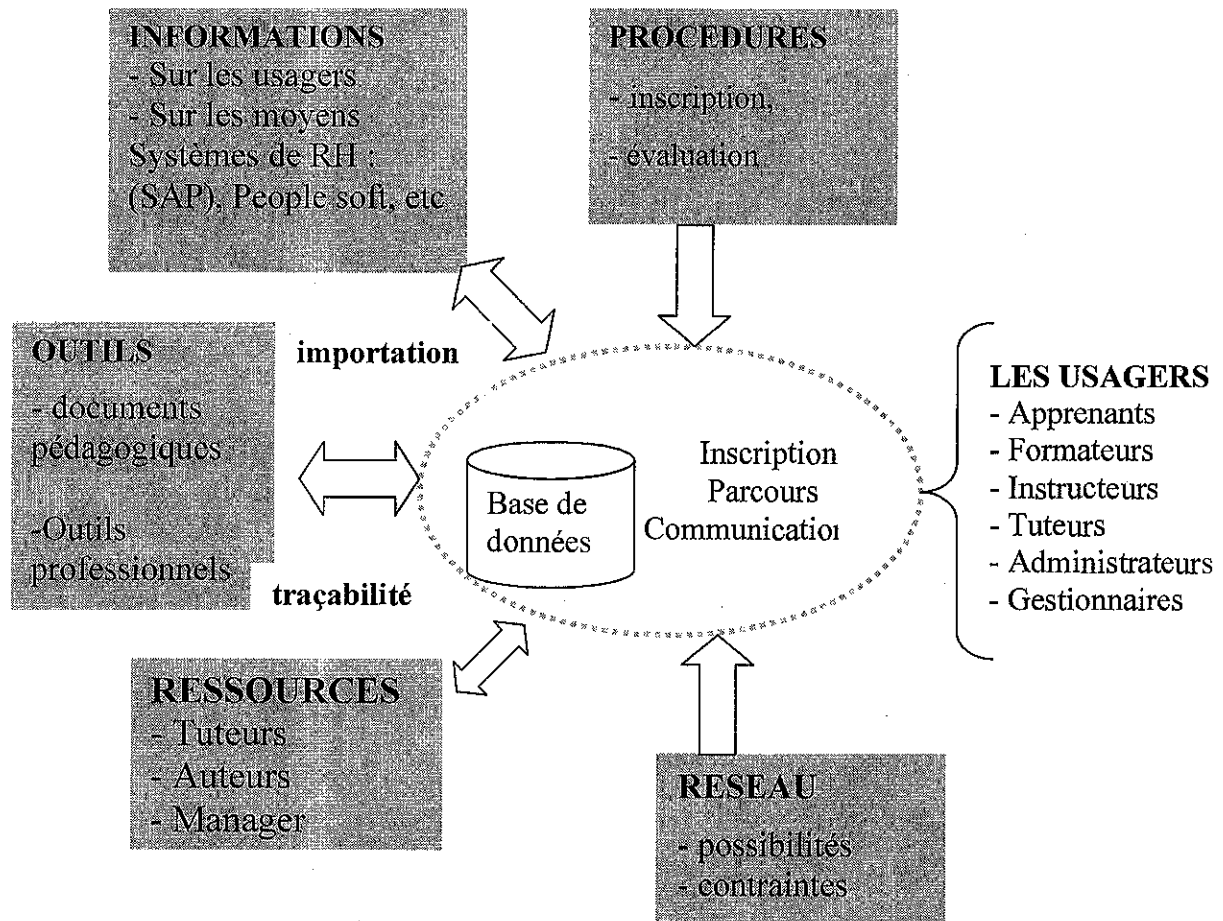 INFORMATIONS
- Sur les usagers
- Sur les moyens
Systèmes de RH :
(SAP), People soft, etc
PROCEDURES
- inscription,
- évaluation
OUTILS
- documents
pédagogiques
-Outils
professionnels
importation
traçabilité
Base de
données
Inscription
Parcours
Communication
LES USAGERS
- Apprenants
- Formateurs
- Instructeurs
- Tuteurs
- Administrateurs
- Gestionnaires
RESSOURCES
- Tuteurs
- Auteurs
- Manager
RESEAU
- possibilités
- contraintes